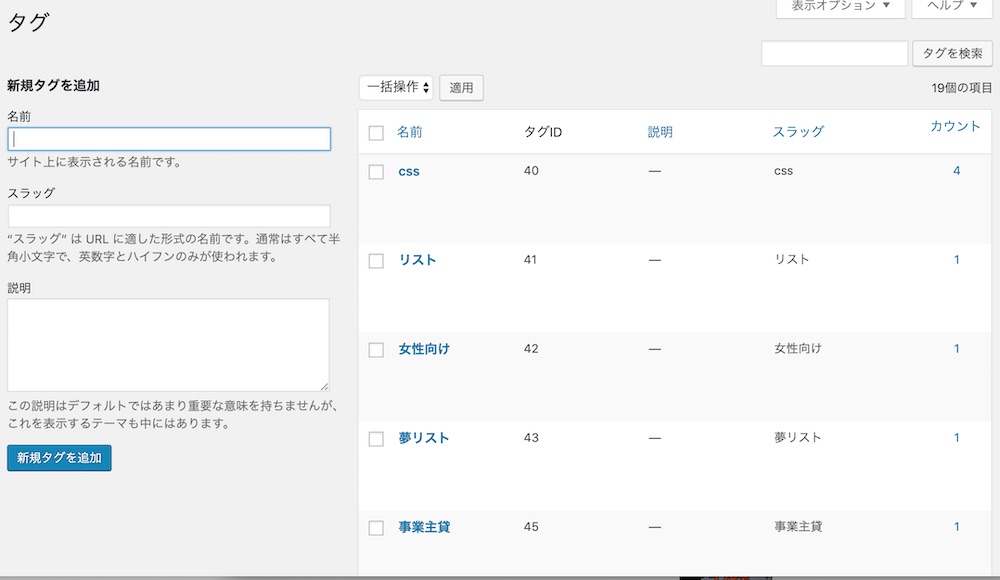 表示オプション ▼
ヘルプ ▼
タグ
タグを検索
新規タグを追加
一括操作
適用
19個の項目
名前
サイト上に表示される名前です。
スラッグ
“スラッグ” は URL に適した形式の名前です。通常はすべて半
角小文字で、英数字とハイフンのみが使われます。
説明
この説明はデフォルトではあまり重要な意味を持ちませんが、
これを表示するテーマも中にはあります。
新規タグを追加
名前 タグID 説明 スラッグ カウント
css 40 — css 4
リスト 41 — リスト 1
女性向け 42 — 女性向け 1
夢リスト 43 — 夢リスト 1
事業主貸 45 — 事業主貸 1